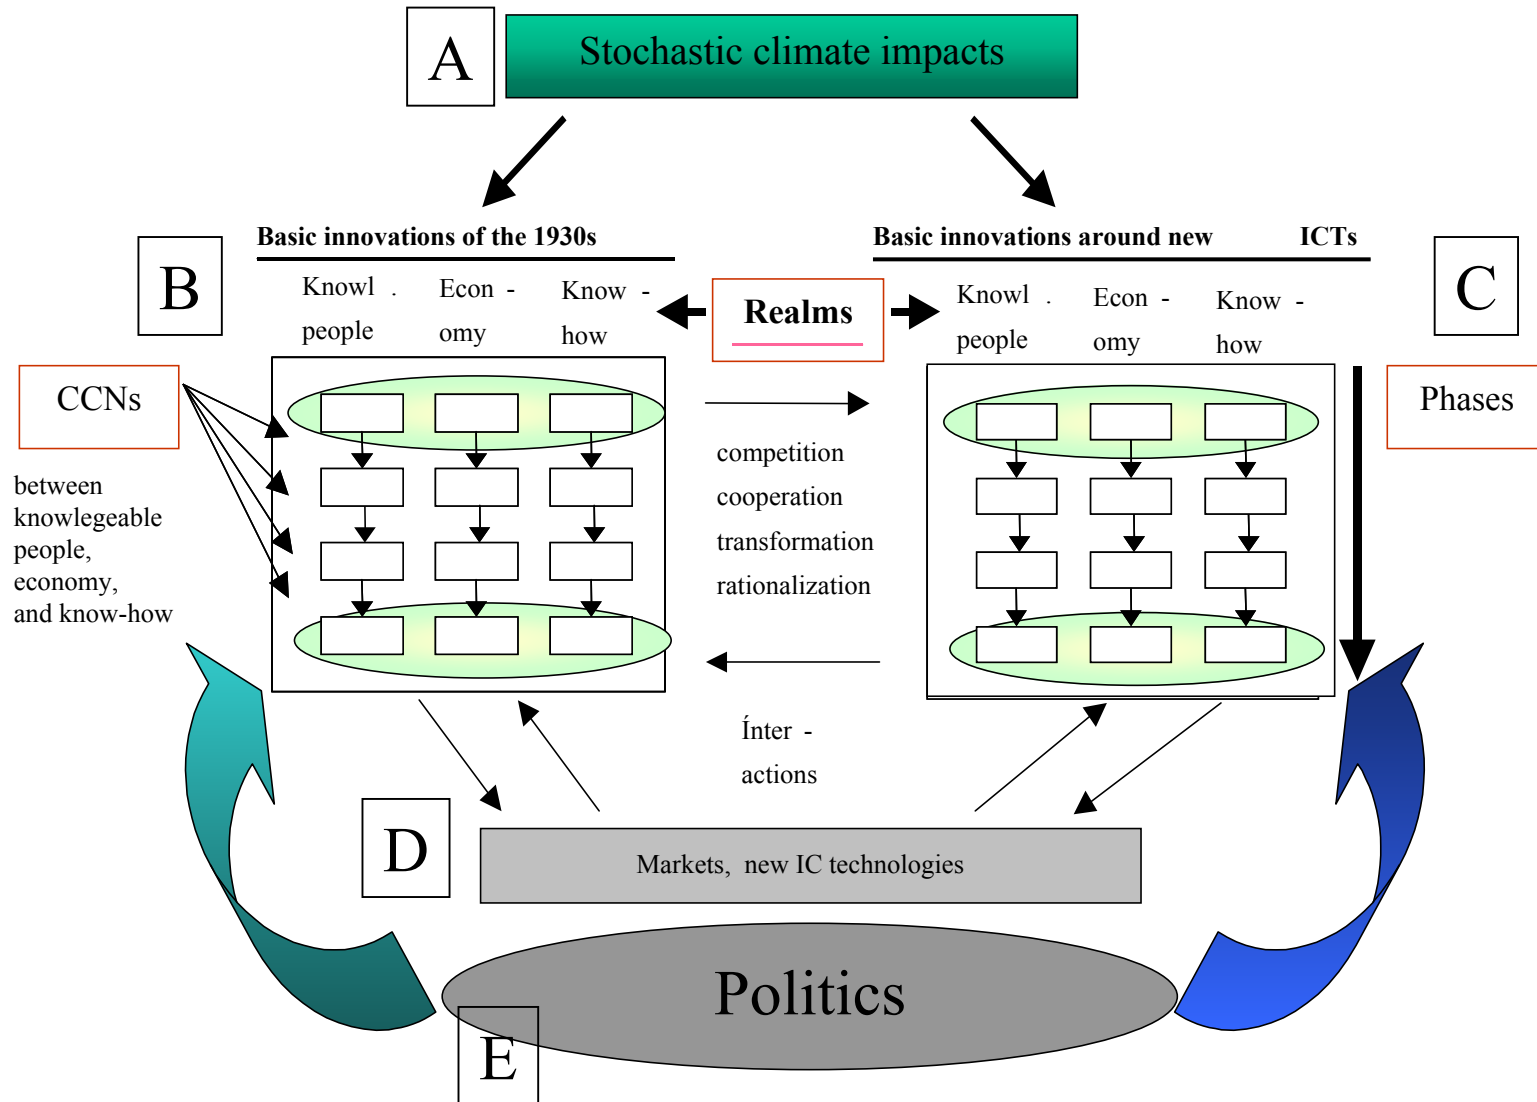 A
Stochastic climate impacts
B
Basic innovations of the 1930s
Basic innovations around new ICTs
C
Knowl . Econ - Know -
people omy how
Realms
Knowl . Econ - Know -
people omy how
CCNs
between
knowlegeable
people,
economy,
and know-how
competition
cooperation
transformation
rationalization
Phases
Ínter -
actions
D
Markets, new IC technologies
Politics
E